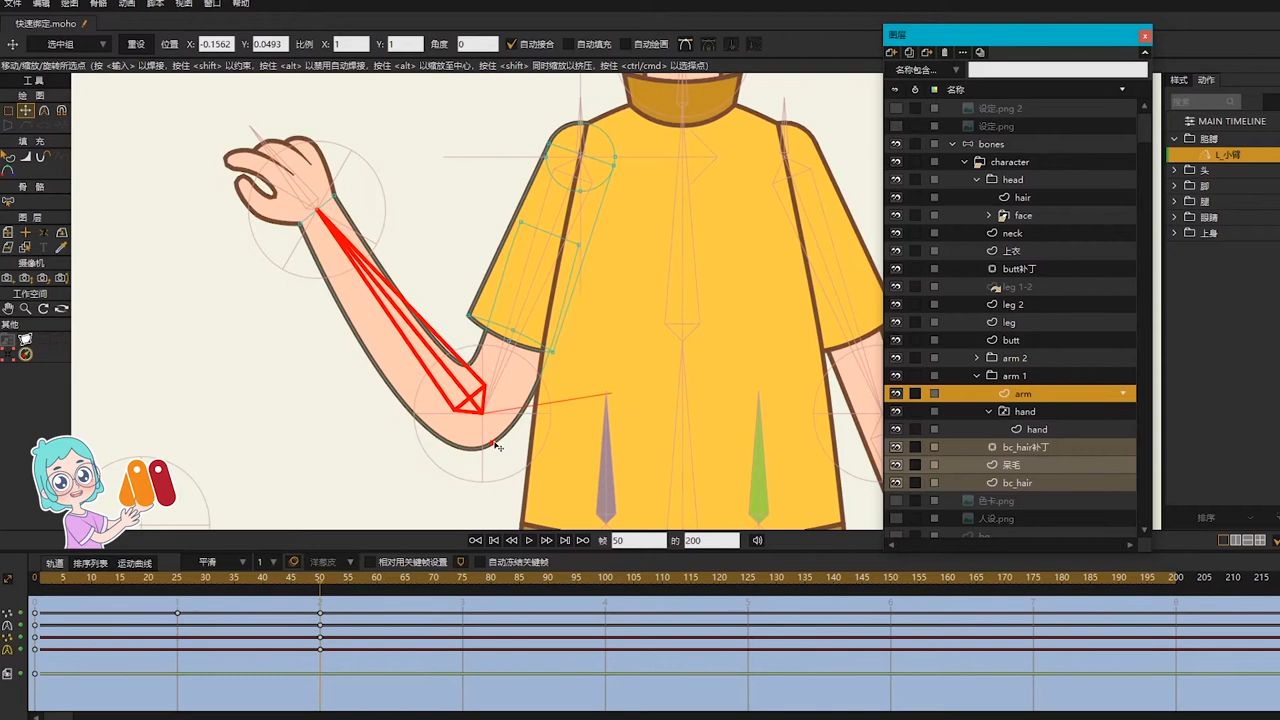 文件 编辑 绘图 骨骼 动画 脚本 视图 窗口 帮助
快速绑定.moho
选中组 重设 位置 X: -0.1562 Y: 0.0493 比例 X: 1 Y: 1 角度 0 自动接合 自动填充 自动绘画
移动/缩放/旋转所选点（按 <输入> 以焊接，按住 <shift> 以约束，按住 <alt> 以禁用自动焊接，按住 <alt> 以缩放至中心，按住 <shift> 同时缩放以挤压，按住 <ctrl/cmd> 以选择点）
工具
绘 图
填 充
骨 骼
图 层
摄像机
工作空间
其他
图层
名称包含...
名称
设定.png 2
设定.png
bones
character
head
hair
face
neck
上衣
butt补丁
leg 1-2
leg 2
leg
butt
arm 2
arm 1
arm
hand
hand
bc_hair补丁
呆毛
bc_hair
色卡.png
人设.png
样式 动作
搜索
MAIN TIMELINE
胳膊
L_小臂
头
脚
腿
眼睛
上身
排序
帧 50 的 200
轨道 排序列表 运动曲线 平滑 1 洋葱皮 相对用关键帧设置 自动冻结关键帧
0 5 10 15 20 25 30 35 40 45 50 55 60 65 70 75 80 85 90 95 100 105 110 115 120 125 130 135 140 145 150 155 160 165 170 175 180 185 190 195 200 205 210 215
0 1 2 3 4 5 6 7 8